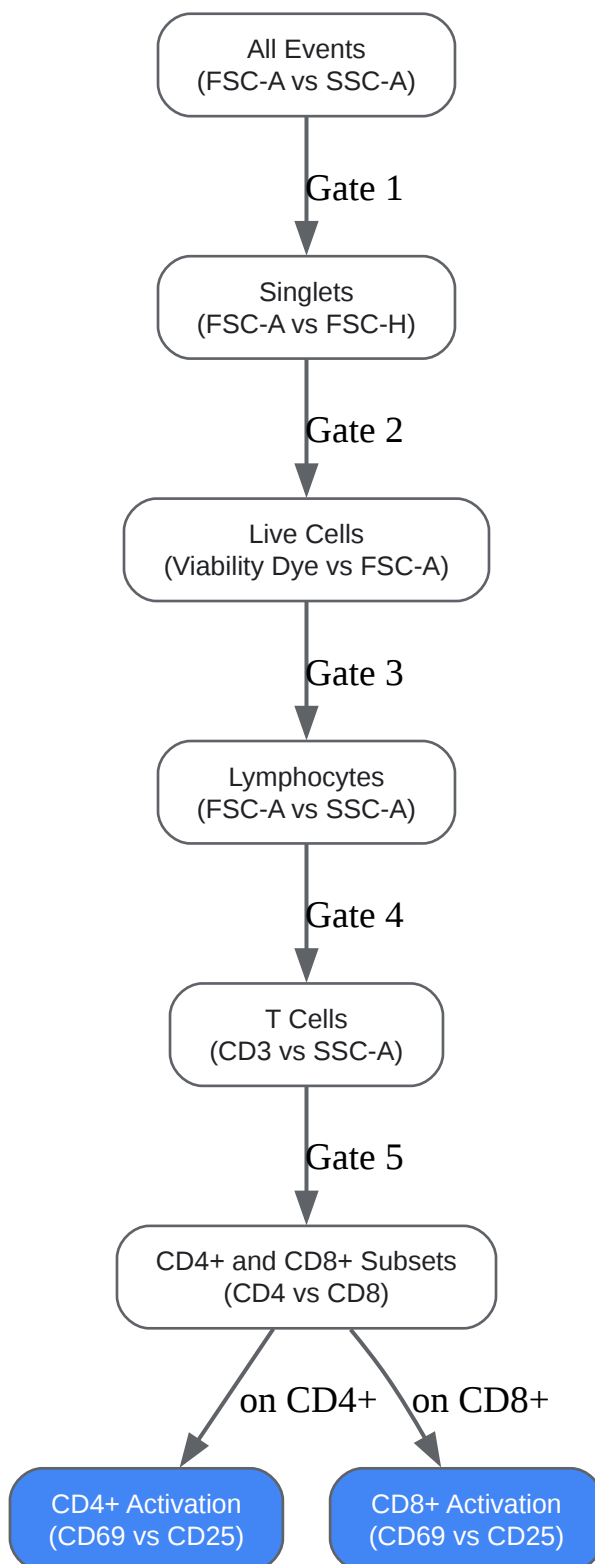 All Events
(FSC-A vs SSC-A)
Gate 1
Singlets
(FSC-A vs FSC-H)
Gate 2
Live Cells
(Viability Dye vs FSC-A)
Gate 3
Lymphocytes
(FSC-A vs SSC-A)
Gate 4
T Cells
(CD3 vs SSC-A)
Gate 5
CD4+ and CD8+ Subsets
(CD4 vs CD8)
on CD4+
on CD8+
CD4+ Activation
(CD69 vs CD25)
CD8+ Activation
(CD69 vs CD25)